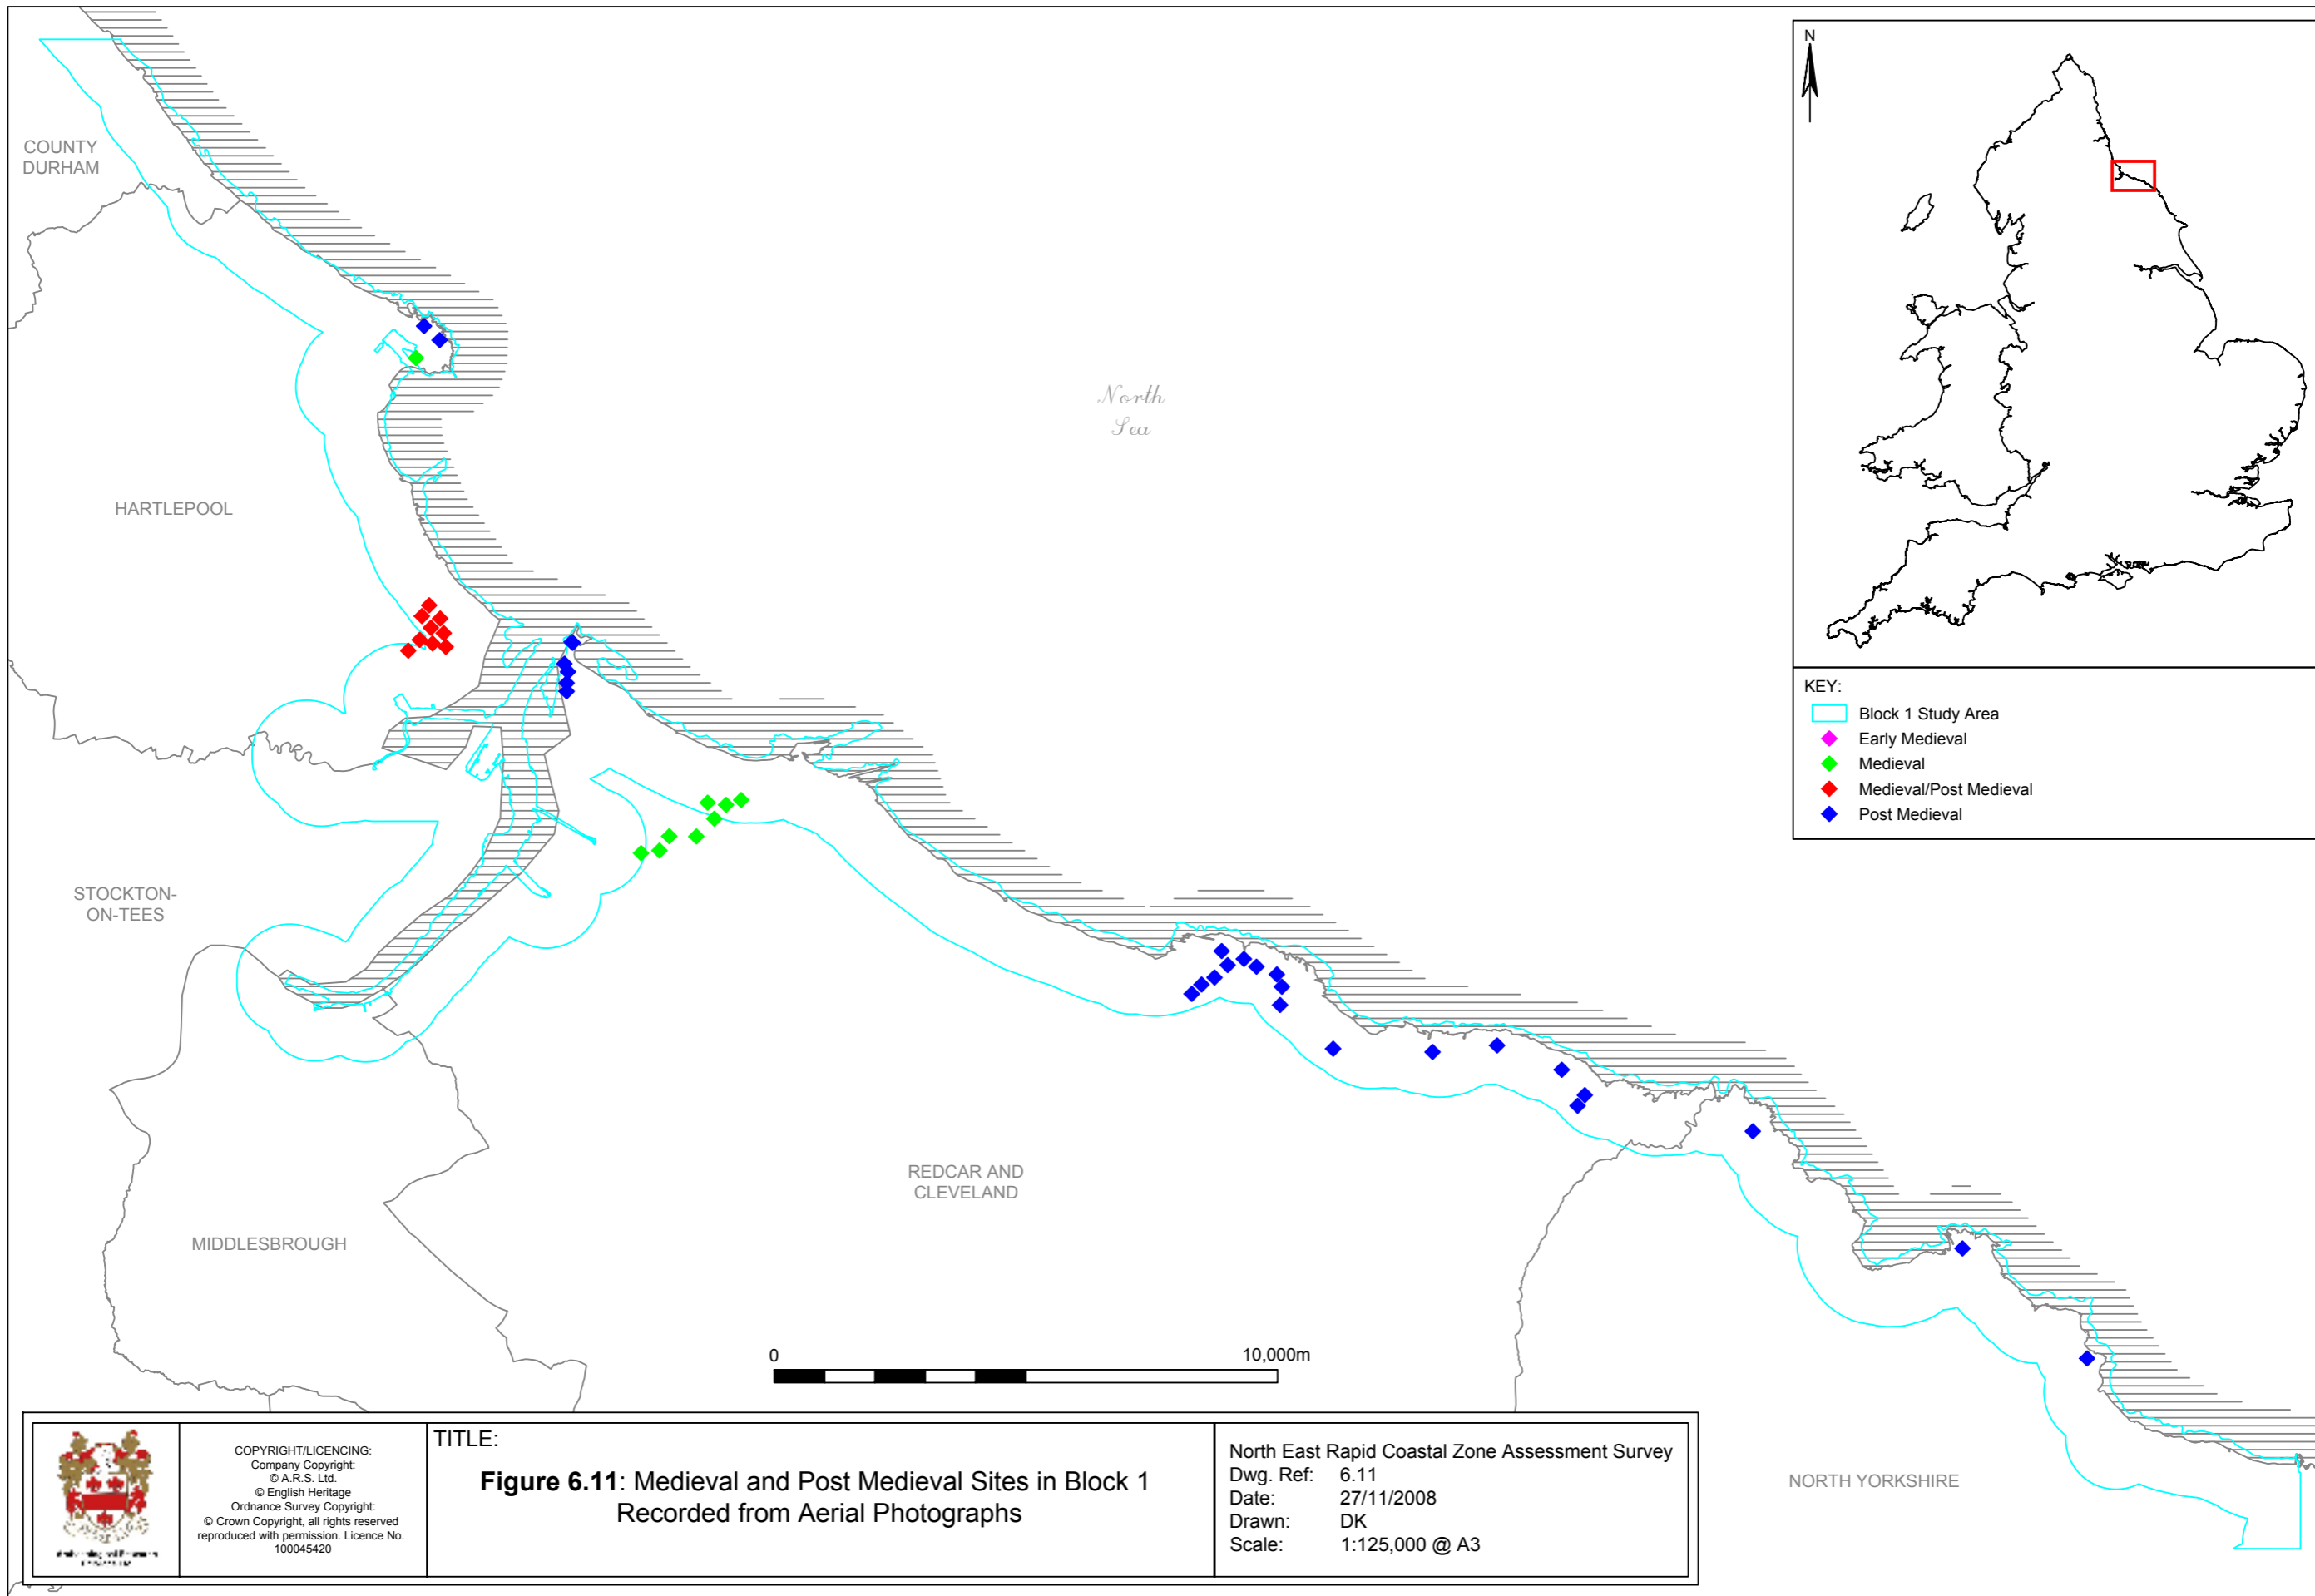 COUNTY
DURHAM
HARTLEPOOL
North
Sea
STOCKTON-
ON-TEES
MIDDLESBROUGH
REDCAR AND
CLEVELAND
NORTH YORKSHIRE
0 10,000m
N
KEY:
Block 1 Study Area
Early Medieval
Medieval
Medieval/Post Medieval
Post Medieval
COPYRIGHT/LICENCING:
Company Copyright:
© A.R.S. Ltd.
© English Heritage
Ordnance Survey Copyright:
© Crown Copyright, all rights reserved
reproduced with permission. Licence No.
100045420
TITLE:
Figure 6.11: Medieval and Post Medieval Sites in Block 1
Recorded from Aerial Photographs
North East Rapid Coastal Zone Assessment Survey
Dwg. Ref: 6.11
Date: 27/11/2008
Drawn: DK
Scale: 1:125,000 @ A3